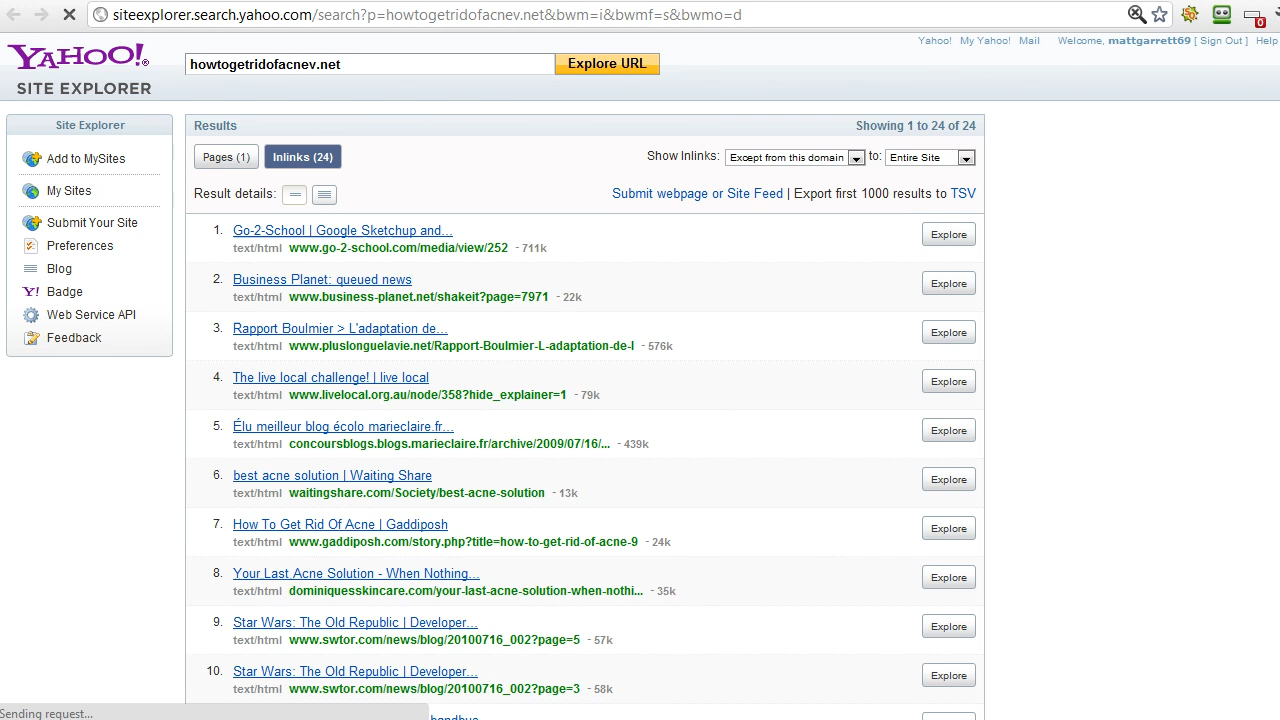 siteexplorer.search.yahoo.com/search?p=howtogetridofacnev.net&bwm=i&bwmf=s&bwmo=d
0
Yahoo! My Yahoo! Mail Welcome, mattgarrett69 [ Sign Out ] Help
YAHOO!
SITE EXPLORER
howtogetridofacnev.net
Explore URL
Site Explorer
Add to MySites
My Sites
Submit Your Site
Preferences
Blog
Y! Badge
Web Service API
Feedback
Results Showing 1 to 24 of 24
Pages (1) Inlinks (24) Show Inlinks: Except from this domain to: Entire Site
Result details: Submit webpage or Site Feed | Export first 1000 results to TSV
1. Go-2-School | Google Sketchup and... Explore
text/html www.go-2-school.com/media/view/252 - 711k
2. Business Planet: queued news Explore
text/html www.business-planet.net/shakeit?page=7971 - 22k
3. Rapport Boulmier > L'adaptation de... Explore
text/html www.pluslonguelavie.net/Rapport-Boulmier-L-adaptation-de-l - 576k
4. The live local challenge! | live local Explore
text/html www.livelocal.org.au/node/358?hide_explainer=1 - 79k
5. Élu meilleur blog écolo marieclaire.fr... Explore
text/html concoursblogs.blogs.marieclaire.fr/archive/2009/07/16/... - 439k
6. best acne solution | Waiting Share Explore
text/html waitingshare.com/Society/best-acne-solution - 13k
7. How To Get Rid Of Acne | Gaddiposh Explore
text/html www.gaddiposh.com/story.php?title=how-to-get-rid-of-acne-9 - 24k
8. Your Last Acne Solution - When Nothing... Explore
text/html dominiquesskincare.com/your-last-acne-solution-when-nothi... - 35k
9. Star Wars: The Old Republic | Developer... Explore
text/html www.swtor.com/news/blog/20100716_002?page=5 - 57k
10. Star Wars: The Old Republic | Developer... Explore
text/html www.swtor.com/news/blog/20100716_002?page=3 - 58k
Sending request...